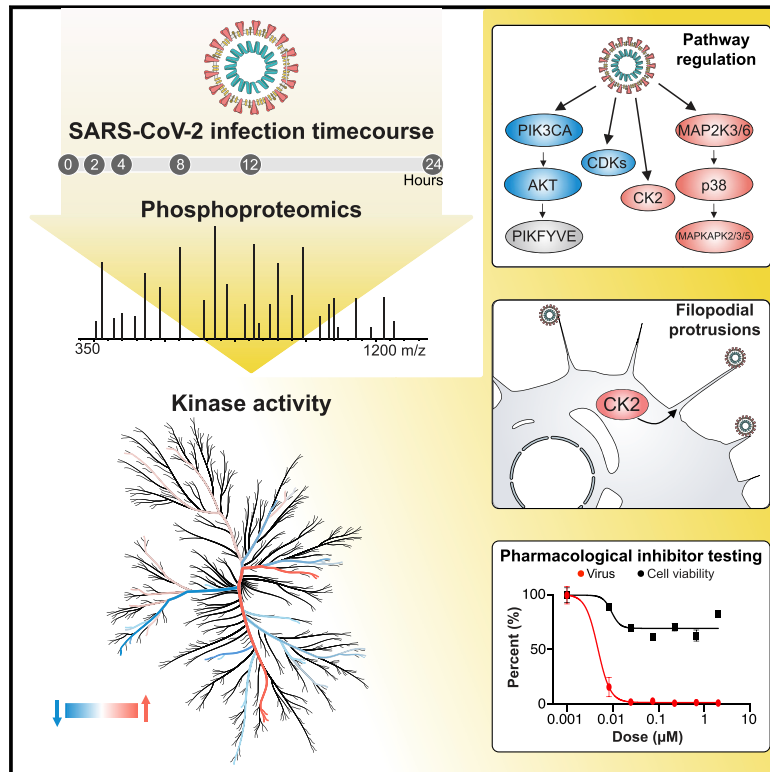 SARS-CoV-2 infection timecourse
0 2 4 8 12 24
Hours
Phosphoproteomics
350 1200 m/z
Kinase activity
Pathway
regulation
PIK3CA MAP2K3/6
CDKs
AKT p38
CK2
PIKFYVE MAPKAPK2/3/5
Filopodial
protrusions
CK2
Pharmacological inhibitor testing
Virus Cell viability
100
50
0
Percent (%)
0.001 0.01 0.1 1 10
Dose (µM)